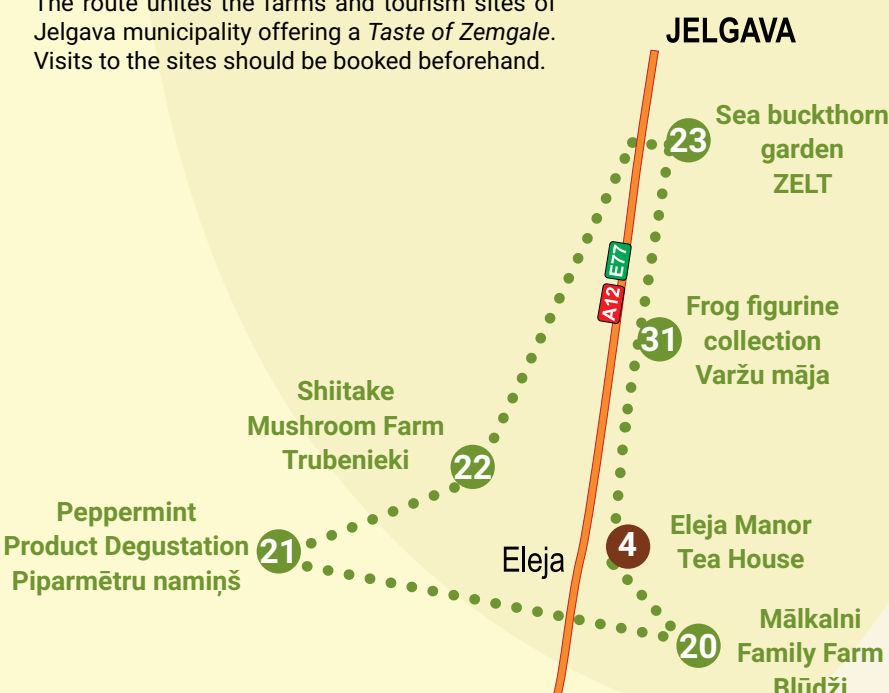 The route unites the farms and tourism sites of
Jelgava municipality offering a Taste of Zemgale.
Visits to the sites should be booked beforehand.
JELGAVA
23
Sea buckthorn
garden
ZELT
E77
A12
31
Frog figurine
collection
Varžu māja
Shiitake
Mushroom Farm
Trubenieki
22
Peppermint
Product Degustation
Piparmētru namiņš
21
Eleja
4
Eleja Manor
Tea House
20
Mālkalni
Family Farm
Blūdži